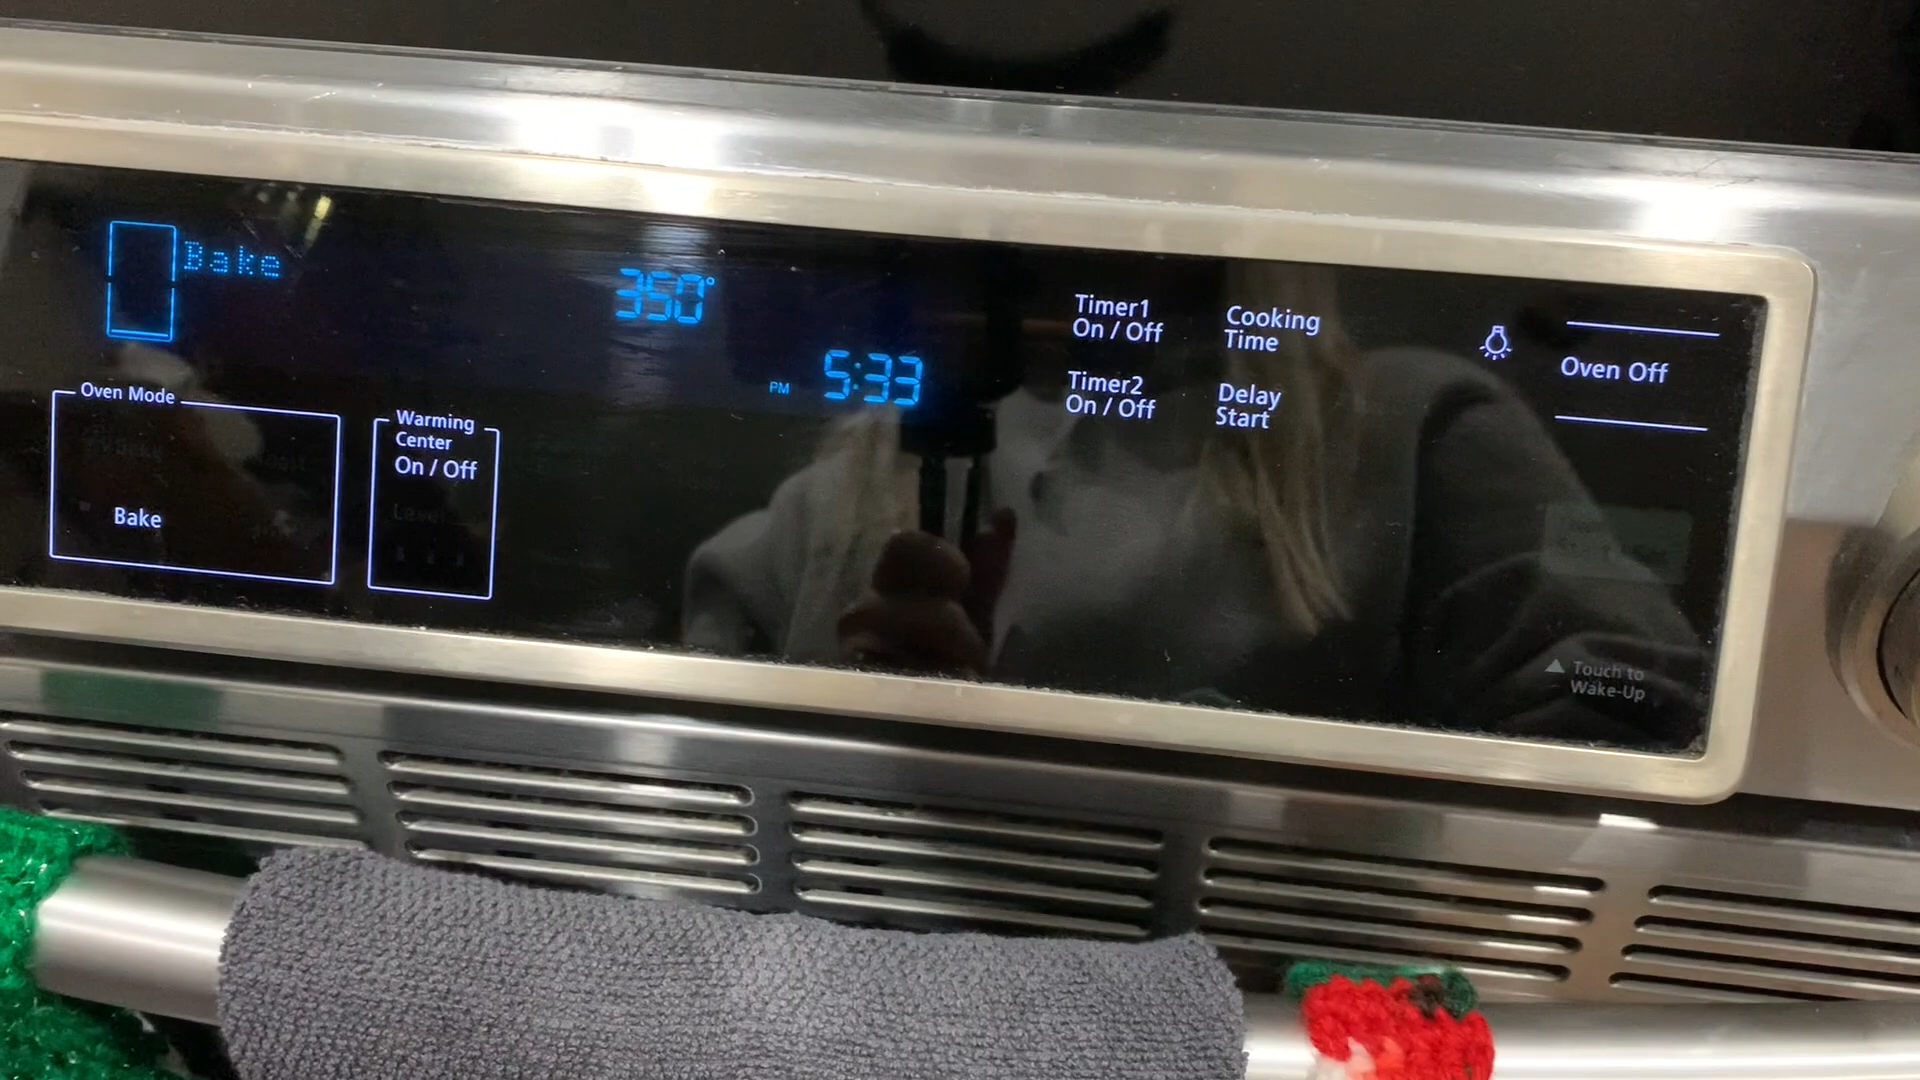 Bake
350°
PM 5:33
Oven Mode
Bake
Warming
Center
On / Off
Timer1
On / Off
Timer2
On / Off
Cooking
Time
Delay
Start
Oven Off
Touch to
Wake-Up